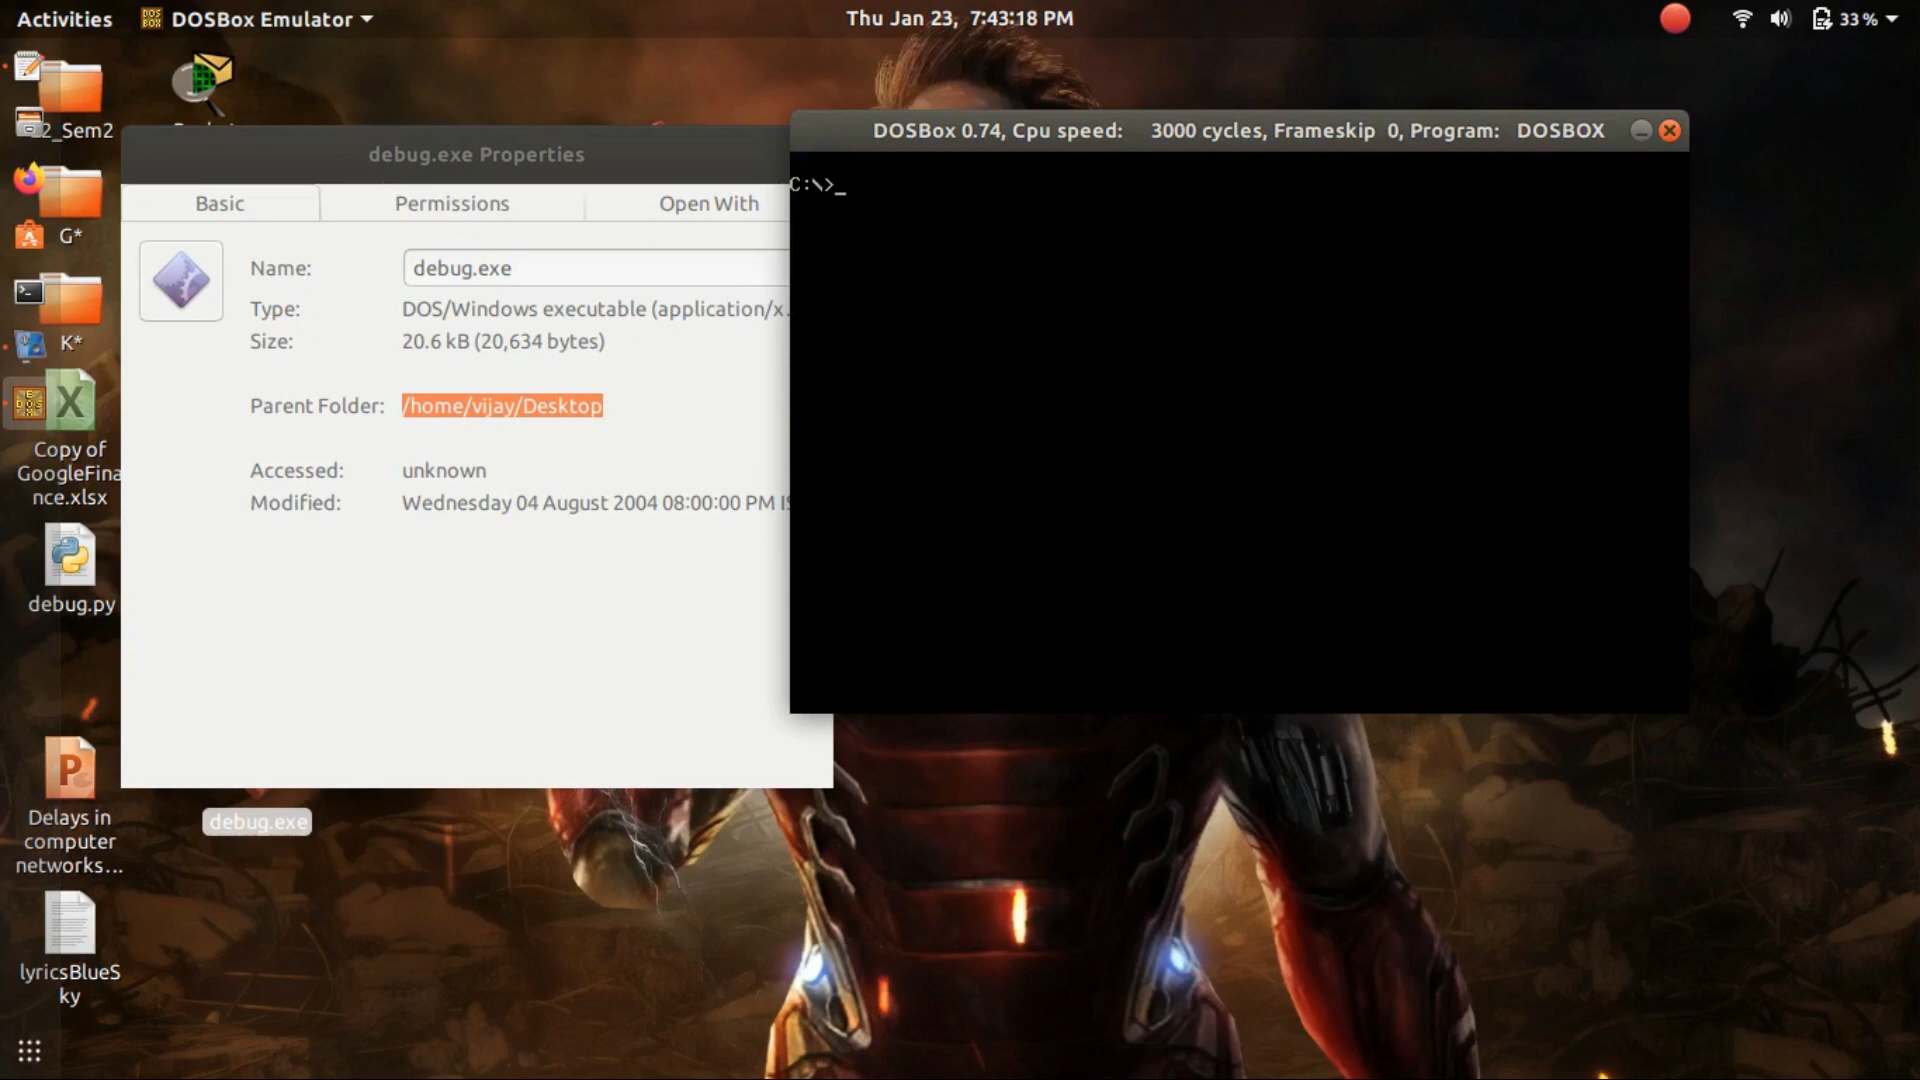 Activities
DOSBox Emulator
Thu Jan 23, 7:43:18 PM
33 %
2_Sem2
G*
K*
Copy of
GoogleFina
nce.xlsx
debug.py
Delays in
computer
networks...
lyricsBlueS
ky
debug.exe
debug.exe Properties
Basic
Permissions
Open With
Name:
debug.exe
Type:
DOS/Windows executable (application/x.
Size:
20.6 kB (20,634 bytes)
Parent Folder:
/home/vijay/Desktop
Accessed:
unknown
Modified:
Wednesday 04 August 2004 08:00:00 PM
DOSBox 0.74, Cpu speed: 3000 cycles, Frameskip 0, Program: DOSBOX
C:\>_